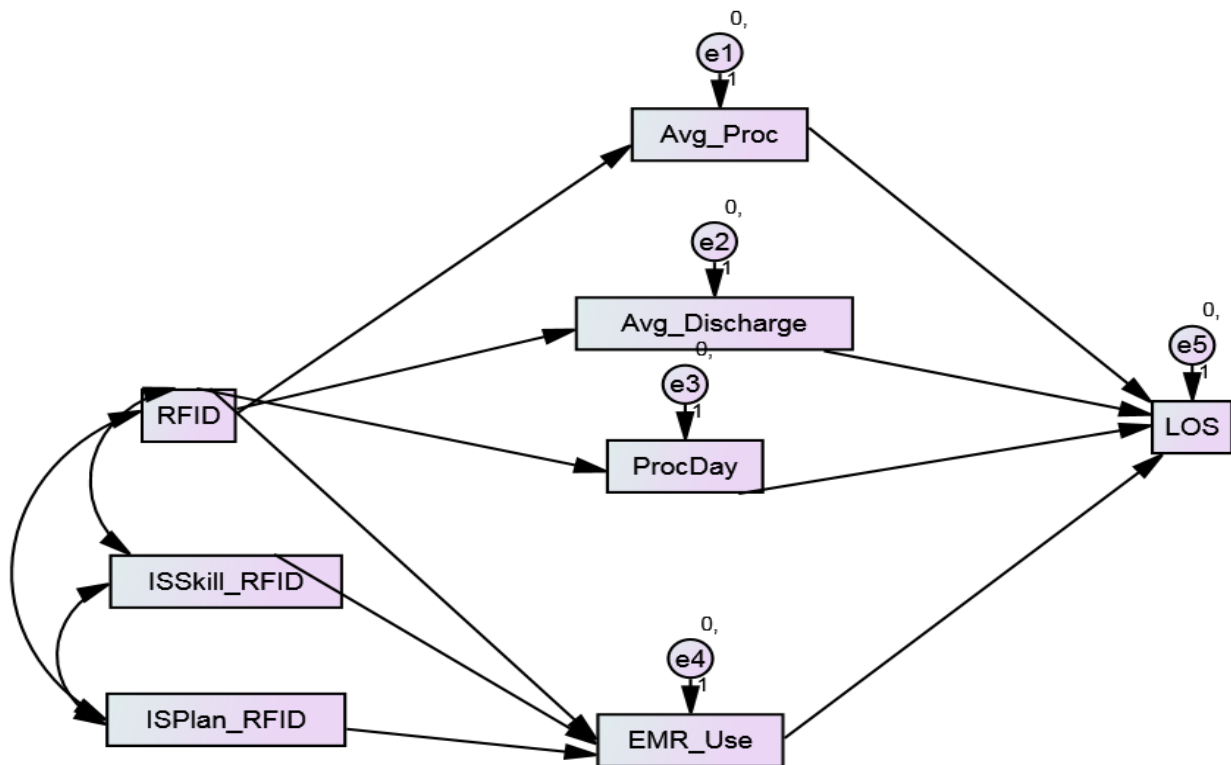 0,
e1
1
Avg_Proc
0,
e2
1
Avg_Discharge
0,
e3
1
ProcDay
0,
e5
1
LOS
RFID
ISSkill_RFID
ISPlan_RFID
0,
e4
1
EMR_Use